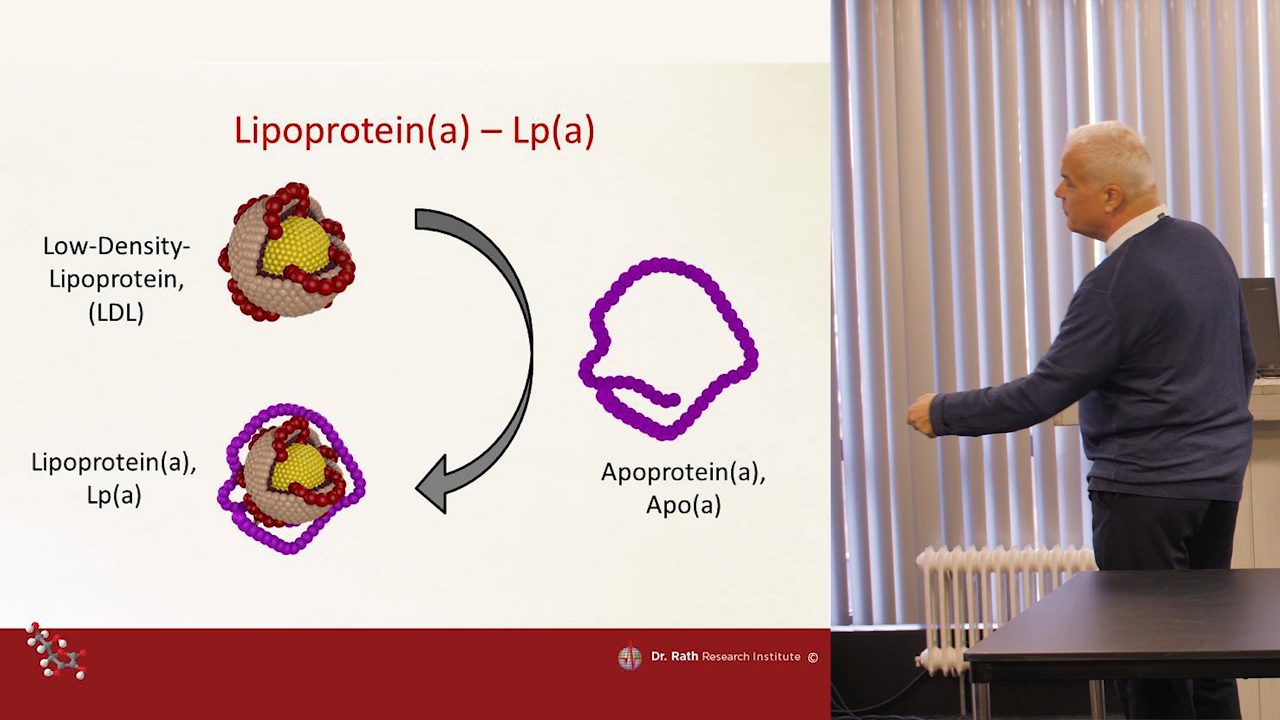 Lipoprotein(a) – Lp(a)
Low-Density-
Lipoprotein,
(LDL)
Lipoprotein(a),
Lp(a)
Apoprotein(a),
Apo(a)
Dr. Rath Research Institute ©